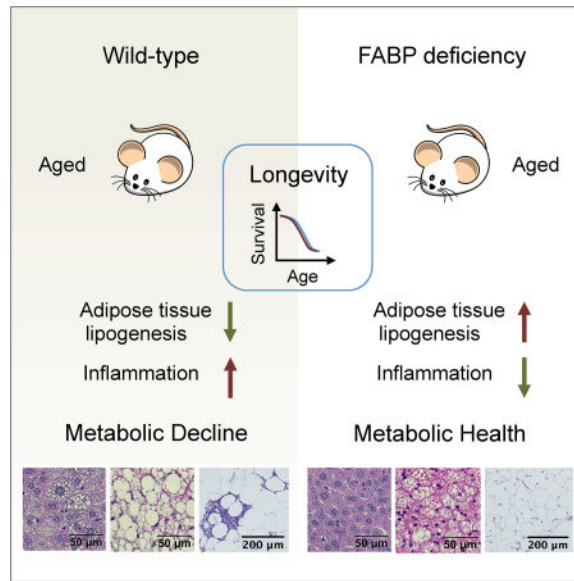 Wild-type
FABP deficiency
Aged
Aged
Longevity
Survival
Age
Adipose tissue
lipogenesis
Inflammation
Adipose tissue
lipogenesis
Inflammation
Metabolic Decline
Metabolic Health
50 µm
50 µm
200 µm
50 µm
50 µm
200 µm